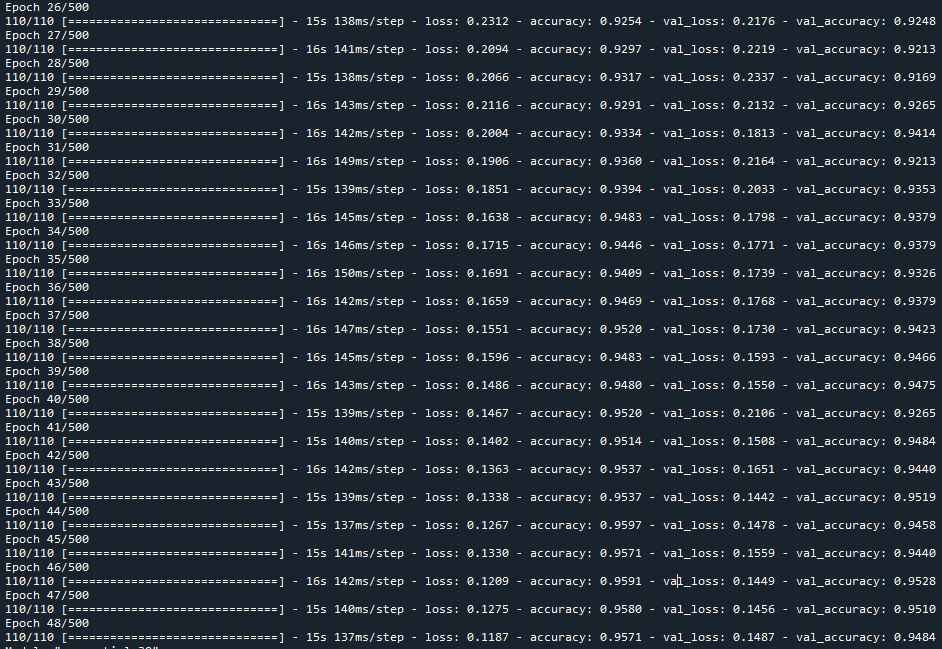 Epoch 26/500
110/110 [==============================] - 15s 138ms/step - loss: 0.2312 - accuracy: 0.9254 - val_loss: 0.2176 - val_accuracy: 0.9248
Epoch 27/500
110/110 [==============================] - 16s 141ms/step - loss: 0.2094 - accuracy: 0.9297 - val_loss: 0.2219 - val_accuracy: 0.9213
Epoch 28/500
110/110 [==============================] - 15s 138ms/step - loss: 0.2066 - accuracy: 0.9317 - val_loss: 0.2337 - val_accuracy: 0.9169
Epoch 29/500
110/110 [==============================] - 16s 143ms/step - loss: 0.2116 - accuracy: 0.9291 - val_loss: 0.2132 - val_accuracy: 0.9265
Epoch 30/500
110/110 [==============================] - 16s 142ms/step - loss: 0.2004 - accuracy: 0.9334 - val_loss: 0.1813 - val_accuracy: 0.9414
Epoch 31/500
110/110 [==============================] - 16s 149ms/step - loss: 0.1906 - accuracy: 0.9360 - val_loss: 0.2164 - val_accuracy: 0.9213
Epoch 32/500
110/110 [==============================] - 15s 139ms/step - loss: 0.1851 - accuracy: 0.9394 - val_loss: 0.2033 - val_accuracy: 0.9353
Epoch 33/500
110/110 [==============================] - 16s 145ms/step - loss: 0.1638 - accuracy: 0.9483 - val_loss: 0.1798 - val_accuracy: 0.9379
Epoch 34/500
110/110 [==============================] - 16s 146ms/step - loss: 0.1715 - accuracy: 0.9446 - val_loss: 0.1771 - val_accuracy: 0.9379
Epoch 35/500
110/110 [==============================] - 16s 150ms/step - loss: 0.1691 - accuracy: 0.9409 - val_loss: 0.1739 - val_accuracy: 0.9326
Epoch 36/500
110/110 [==============================] - 16s 142ms/step - loss: 0.1659 - accuracy: 0.9469 - val_loss: 0.1768 - val_accuracy: 0.9379
Epoch 37/500
110/110 [==============================] - 16s 147ms/step - loss: 0.1551 - accuracy: 0.9520 - val_loss: 0.1730 - val_accuracy: 0.9423
Epoch 38/500
110/110 [==============================] - 16s 145ms/step - loss: 0.1596 - accuracy: 0.9483 - val_loss: 0.1593 - val_accuracy: 0.9466
Epoch 39/500
110/110 [==============================] - 16s 143ms/step - loss: 0.1486 - accuracy: 0.9480 - val_loss: 0.1550 - val_accuracy: 0.9475
Epoch 40/500
110/110 [==============================] - 15s 139ms/step - loss: 0.1467 - accuracy: 0.9520 - val_loss: 0.2106 - val_accuracy: 0.9265
Epoch 41/500
110/110 [==============================] - 15s 140ms/step - loss: 0.1402 - accuracy: 0.9514 - val_loss: 0.1508 - val_accuracy: 0.9484
Epoch 42/500
110/110 [==============================] - 16s 142ms/step - loss: 0.1363 - accuracy: 0.9537 - val_loss: 0.1651 - val_accuracy: 0.9440
Epoch 43/500
110/110 [==============================] - 15s 139ms/step - loss: 0.1338 - accuracy: 0.9537 - val_loss: 0.1442 - val_accuracy: 0.9519
Epoch 44/500
110/110 [==============================] - 15s 137ms/step - loss: 0.1267 - accuracy: 0.9597 - val_loss: 0.1478 - val_accuracy: 0.9458
Epoch 45/500
110/110 [==============================] - 15s 141ms/step - loss: 0.1330 - accuracy: 0.9571 - val_loss: 0.1559 - val_accuracy: 0.9440
Epoch 46/500
110/110 [==============================] - 16s 142ms/step - loss: 0.1209 - accuracy: 0.9591 - val_loss: 0.1449 - val_accuracy: 0.9528
Epoch 47/500
110/110 [==============================] - 15s 140ms/step - loss: 0.1275 - accuracy: 0.9580 - val_loss: 0.1456 - val_accuracy: 0.9510
Epoch 48/500
110/110 [==============================] - 15s 137ms/step - loss: 0.1187 - accuracy: 0.9571 - val_loss: 0.1487 - val_accuracy: 0.9484